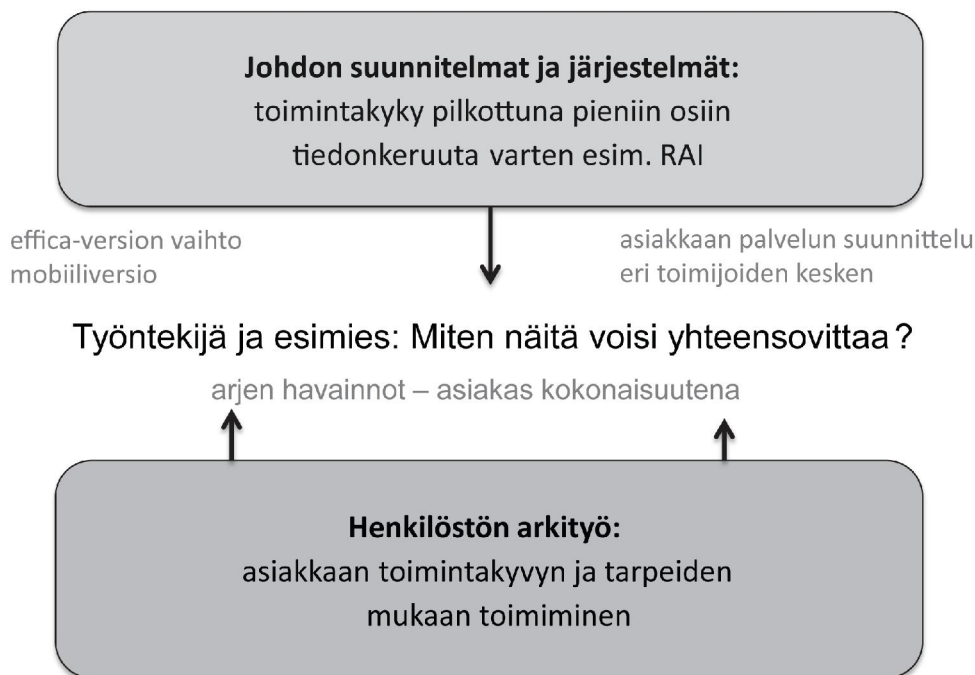 Johdon suunnitelmat ja järjestelmät:
toimintakyky pilkottuna pieniin osiin
tiedonkeruuta varten esim. RAI
effica-version vaihto
mobiiliversio
asiakkaan palvelun suunnittelu
eri toimijoiden kesken
Työntekijä ja esimies: Miten näitä voisi yhteensovittaa?
arjen havainnot – asiakas kokonaisuutena
Henkilöstön arkityö:
asiakkaan toimintakyvyn ja tarpeiden
mukaan toimiminen